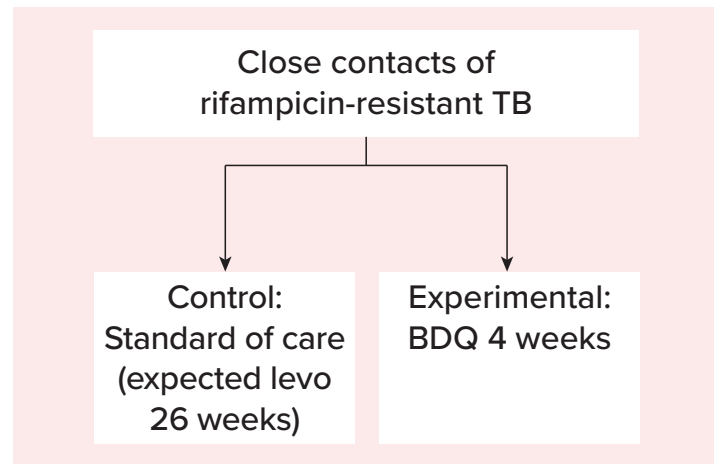 Close contacts of
rifampicin-resistant TB
Control:
Standard of care
(expected levo
26 weeks)
Experimental:
BDQ 4 weeks